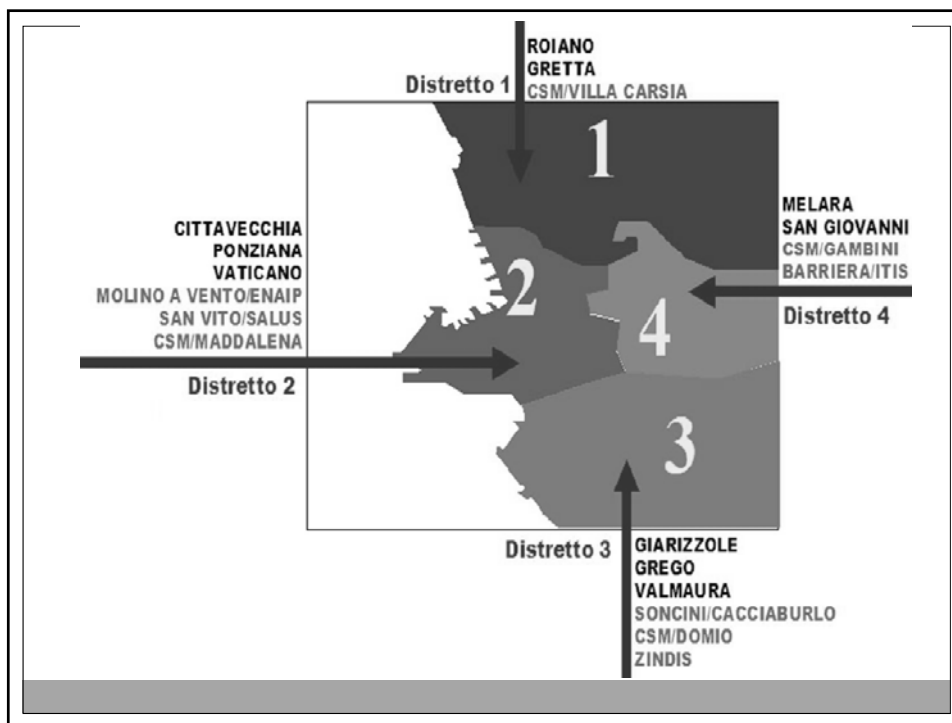 ROIANO
GRETTA
CSM/VILLA CARSIA
Distretto 1
1
MELARA
SAN GIOVANNI
CSM/GAMBINI
BARRIERA/ITIS
Distretto 4
CITTAVECCHIA
PONZIANA
VATICANO
MOLINO A VENTO/ENAIP
SAN VITO/SALUS
CSM/MADDALENA
Distretto 2
2
4
3
Distretto 3
GIARIZZOLE
GREGO
VALMAURA
SONCINI/CACCIABURLO
CSM/DOMIO
ZINDIS